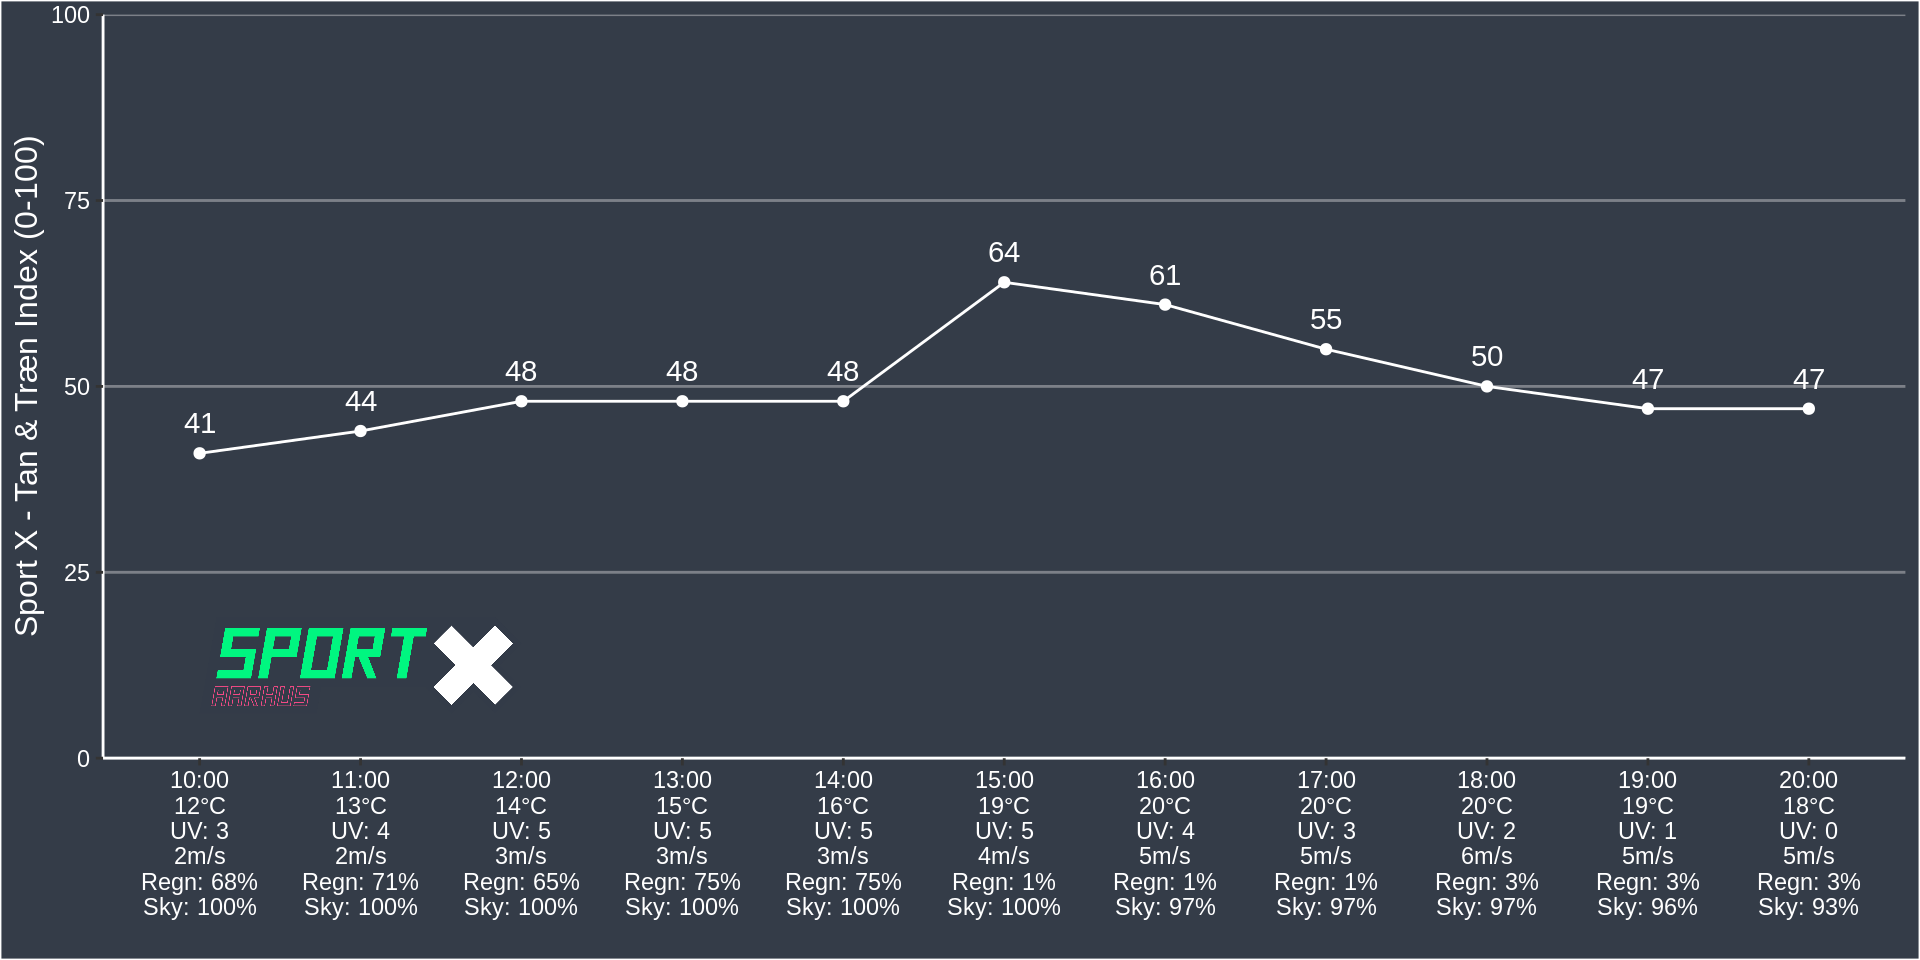 Sport X - Tan & Træn Index (0-100)
100
75
50
25
0
41
44
48
48
48
64
61
55
50
47
47
SPORT X
AARHUS
10:00 11:00 12:00 13:00 14:00 15:00 16:00 17:00 18:00 19:00 20:00
12°C 13°C 14°C 15°C 16°C 19°C 20°C 20°C 20°C 19°C 18°C
UV: 3 UV: 4 UV: 5 UV: 5 UV: 5 UV: 5 UV: 4 UV: 3 UV: 2 UV: 1 UV: 0
2m/s 2m/s 3m/s 3m/s 3m/s 4m/s 5m/s 5m/s 6m/s 5m/s 5m/s
Regn: 68% Regn: 71% Regn: 65% Regn: 75% Regn: 75% Regn: 1% Regn: 1% Regn: 1% Regn: 3% Regn: 3% Regn: 3%
Sky: 100% Sky: 100% Sky: 100% Sky: 100% Sky: 100% Sky: 100% Sky: 97% Sky: 97% Sky: 97% Sky: 96% Sky: 93%